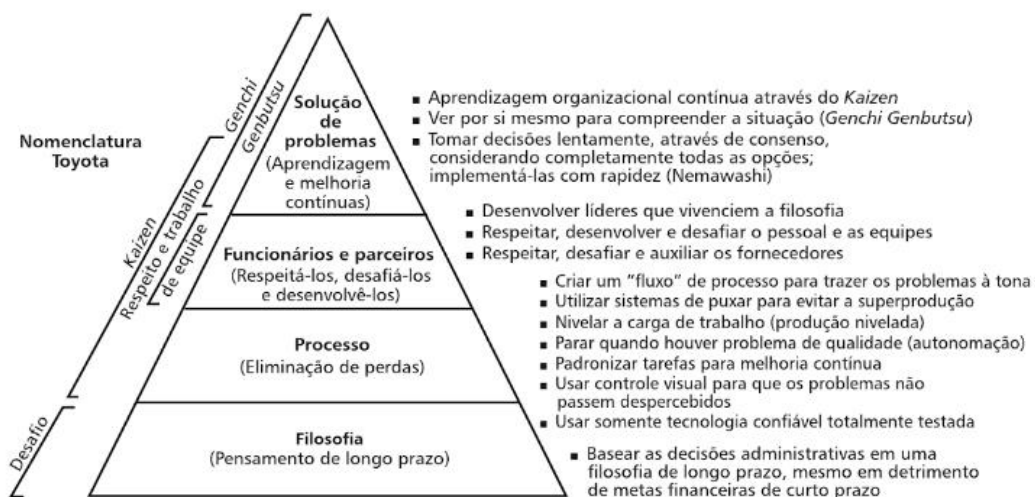 Nomenclatura
Toyota
Genchi
Genbutsu
Kaizen
Respeito e trabalho
de equipe
Desafio
Solução
de
problemas
(Aprendizagem
e melhoria
contínuas)
▪ Aprendizagem organizacional contínua através do Kaizen
▪ Ver por si mesmo para compreender a situação (Genchi Genbutsu)
▪ Tomar decisões lentamente, através de consenso,
considerando completamente todas as opções;
implementá-las com rapidez (Nemawashi)
Funcionários e parceiros
(Respeitá-los, desafiá-los
e desenvolvê-los)
▪ Desenvolver líderes que vivenciem a filosofia
▪ Respeitar, desenvolver e desafiar o pessoal e as equipes
▪ Respeitar, desafiar e auxiliar os fornecedores
Processo
(Eliminação de perdas)
▪ Criar um "fluxo" de processo para trazer os problemas à tona
▪ Utilizar sistemas de puxar para evitar a superprodução
▪ Nivelar a carga de trabalho (produção nivelada)
▪ Parar quando houver problema de qualidade (autonomação)
▪ Padronizar tarefas para melhoria contínua
▪ Usar controle visual para que os problemas não
passem despercebidos
▪ Usar somente tecnologia confiável totalmente testada
Filosofia
(Pensamento de longo prazo)
▪ Basear as decisões administrativas em uma
filosofia de longo prazo, mesmo em detrimento
de metas financeiras de curto prazo